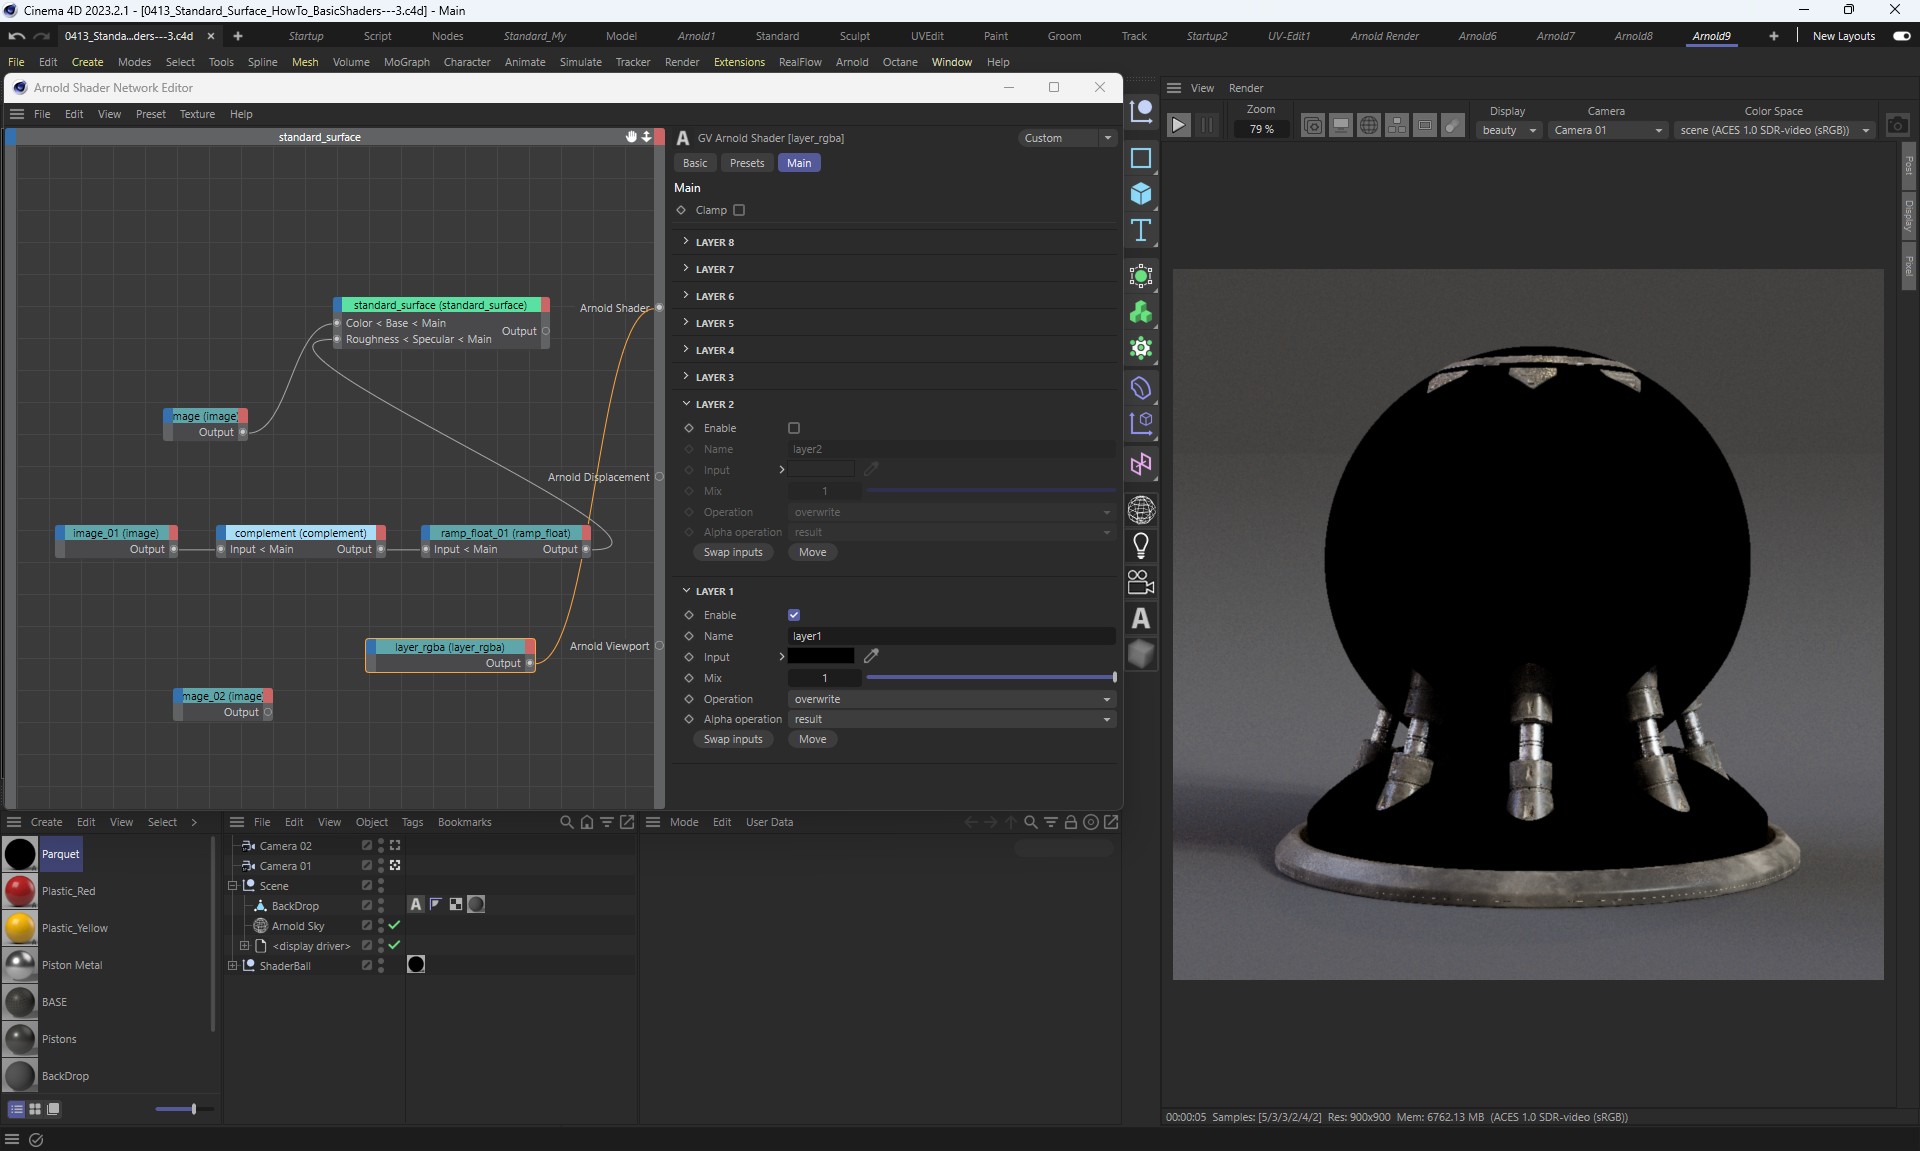 Cinema 4D 2023.2.1 - [0413_Standard_Surface_HowTo_BasicShaders---3.c4d] - Main
0413_Standa...ders---3.c4d
Startup Script Nodes Standard_My Model Arnold1 Standard Sculpt UVEdit Paint Groom Track Startup2 UV-Edit1 Arnold Render Arnold6 Arnold7 Arnold8 Arnold9 New Layouts
File Edit Create Modes Select Tools Spline Mesh Volume MoGraph Character Animate Simulate Tracker Render Extensions RealFlow Arnold Octane Window Help
Arnold Shader Network Editor
File Edit View Preset Texture Help
standard_surface
standard_surface (standard_surface)
Color < Base < Main
Roughness < Specular < Main
Output
Arnold Shader
mage (image
Output
Arnold Displacement
image_01 (image)
Output
complement (complement)
Input < Main Output
ramp_float_01 (ramp_float)
Input < Main Output
layer_rgba (layer_rgba)
Output
Arnold Viewport
mage_02 (image
Output
GV Arnold Shader [layer_rgba]
Custom
Basic Presets Main
Main
Clamp
LAYER 8
LAYER 7
LAYER 6
LAYER 5
LAYER 4
LAYER 3
LAYER 2
Enable
Name layer2
Input
Mix 1
Operation overwrite
Alpha operation result
Swap inputs Move
LAYER 1
Enable
Name layer1
Input
Mix 1
Operation overwrite
Alpha operation result
Swap inputs Move
View Render
Zoom
79 %
Display
beauty
Camera
Camera 01
Color Space
scene (ACES 1.0 SDR-video (sRGB))
Post
Display
Pixel
00:00:05 Samples: [5/3/3/2/4/2] Res: 900x900 Mem: 6762.13 MB (ACES 1.0 SDR-video (sRGB))
Create Edit View Select
Parquet
Plastic_Red
Plastic_Yellow
Piston Metal
BASE
Pistons
BackDrop
File Edit View Object Tags Bookmarks
Camera 02
Camera 01
Scene
BackDrop
Arnold Sky
<display driver>
ShaderBall
Mode Edit User Data